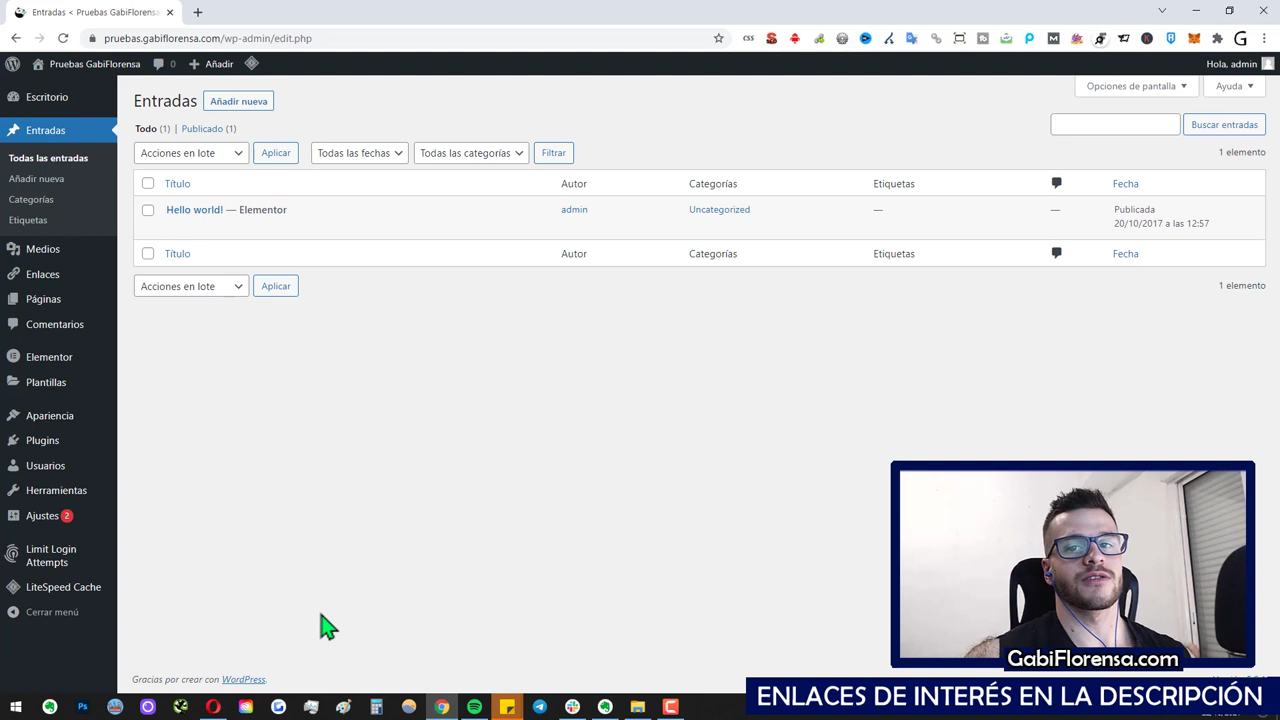 Entradas < Pruebas GabiFlorensa
pruebas.gabiflorensa.com/wp-admin/edit.php
Pruebas GabiFlorensa 0 Añadir Hola, admin
Escritorio
Entradas
Todas las entradas
Añadir nueva
Categorías
Etiquetas
Medios
Enlaces
Páginas
Comentarios
Elementor
Plantillas
Apariencia
Plugins
Usuarios
Herramientas
Ajustes 2
Limit Login
Attempts
LiteSpeed Cache
Cerrar menú
Opciones de pantalla Ayuda
Entradas Añadir nueva
Todo (1) | Publicado (1)
Buscar entradas
Acciones en lote Aplicar Todas las fechas Todas las categorías Filtrar
1 elemento
Título Autor Categorías Etiquetas Fecha
Hello world! — Elementor admin Uncategorized — — Publicada
20/10/2017 a las 12:57
Título Autor Categorías Etiquetas Fecha
Acciones en lote Aplicar
1 elemento
GabiFlorensa.com
Gracias por crear con WordPress.
ENLACES DE INTERÉS EN LA DESCRIPCIÓN